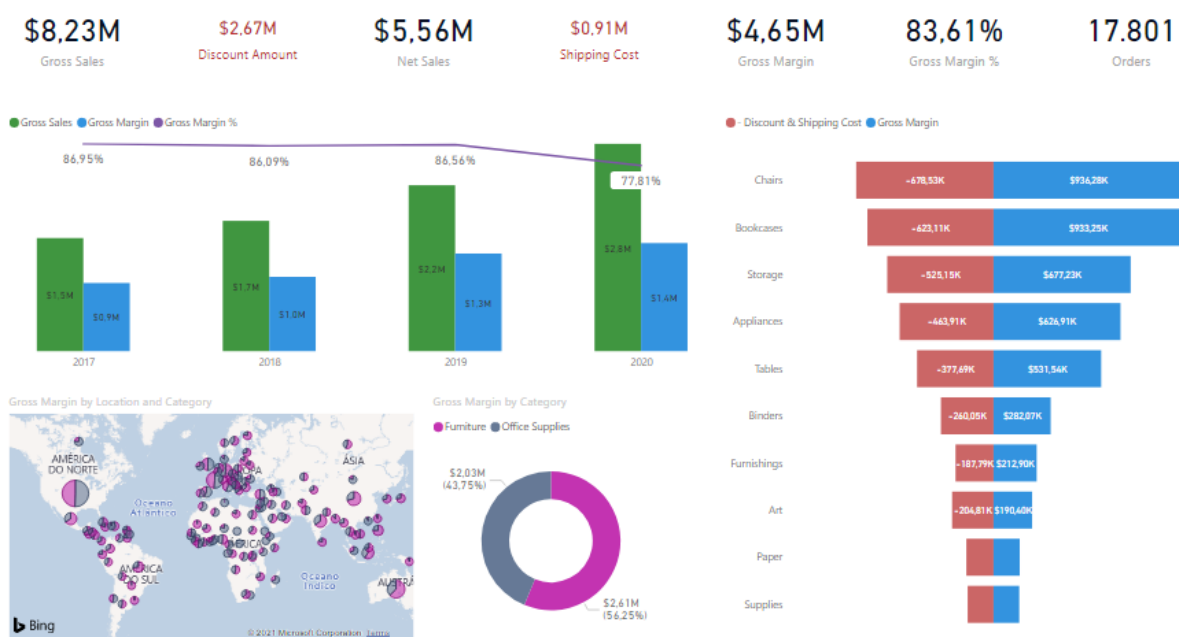 $8,23M $2,67M $5,56M $0,91M $4,65M 83,61% 17.801
Gross Sales Discount Amount Net Sales Shipping Cost Gross Margin Gross Margin % Orders
Gross Sales Gross Margin Gross Margin %
86,95% 86,09% 86,56% 77,81%
$1.5M $0.9M $1.7M $1.0M $2.2M $1.3M $2.8M $1.4M
2017 2018 2019 2020
- Discount & Shipping Cost Gross Margin
Chairs -678,53K $936,28K
Bookcases -623,11K $933,25K
Storage -525,15K $677,23K
Appliances -463,91K $626,91K
Tables -377,69K $531,54K
Binders -260,05K $282,07K
Furnishings -187,79K $212,90K
Art -204,81K $190,40K
Paper
Supplies
Gross Margin by Location and Category
AMÉRICA
DO NORTE
ÁSIA
Oceano
Atlântico
AMÉRICA
DO SUL
Oceano
Índico
Bing
© 2021 Microsoft Corporation Terms
Gross Margin by Category
Furniture Office Supplies
$2,03M
(43,75%)
$2,61M
(56,25%)